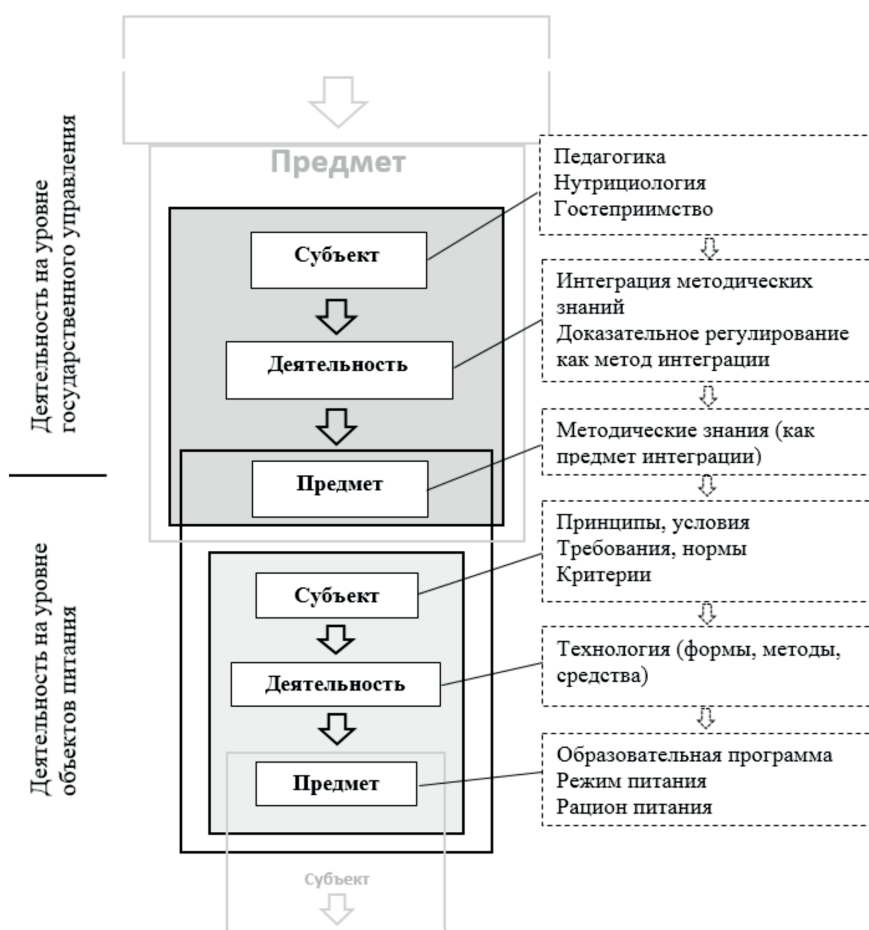 Деятельность на уровне
государственного управления
Предмет
Субъект
Деятельность
Предмет
Педагогика
Нутрициология
Гостеприимство
Интеграция методических
знаний
Доказательное регулирование
как метод интеграции
Методические знания (как
предмет интеграции)
Деятельность на уровне
объектов питания
Субъект
Деятельность
Предмет
Субъект
Принципы, условия
Требования, нормы
Критерии
Технология (формы, методы,
средства)
Образовательная программа
Режим питания
Рацион питания